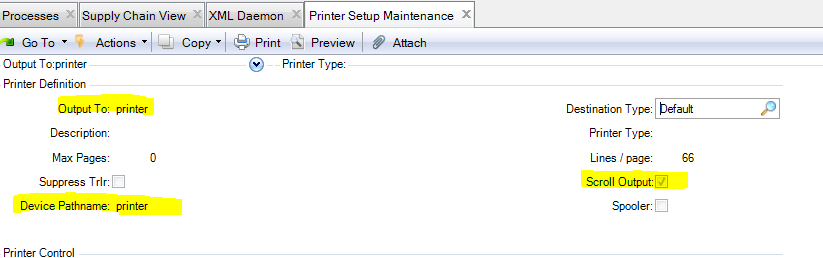 Processes Supply Chain View XML Daemon Printer Setup Maintenance
Go To Actions Copy Print Preview Attach
Output To:printer Printer Type:
Printer Definition
Output To: printer Destination Type: Default
Description: Printer Type:
Max Pages: 0 Lines / page: 66
Suppress Trlr: Scroll Output:
Device Pathname: printer Spooler:
Printer Control